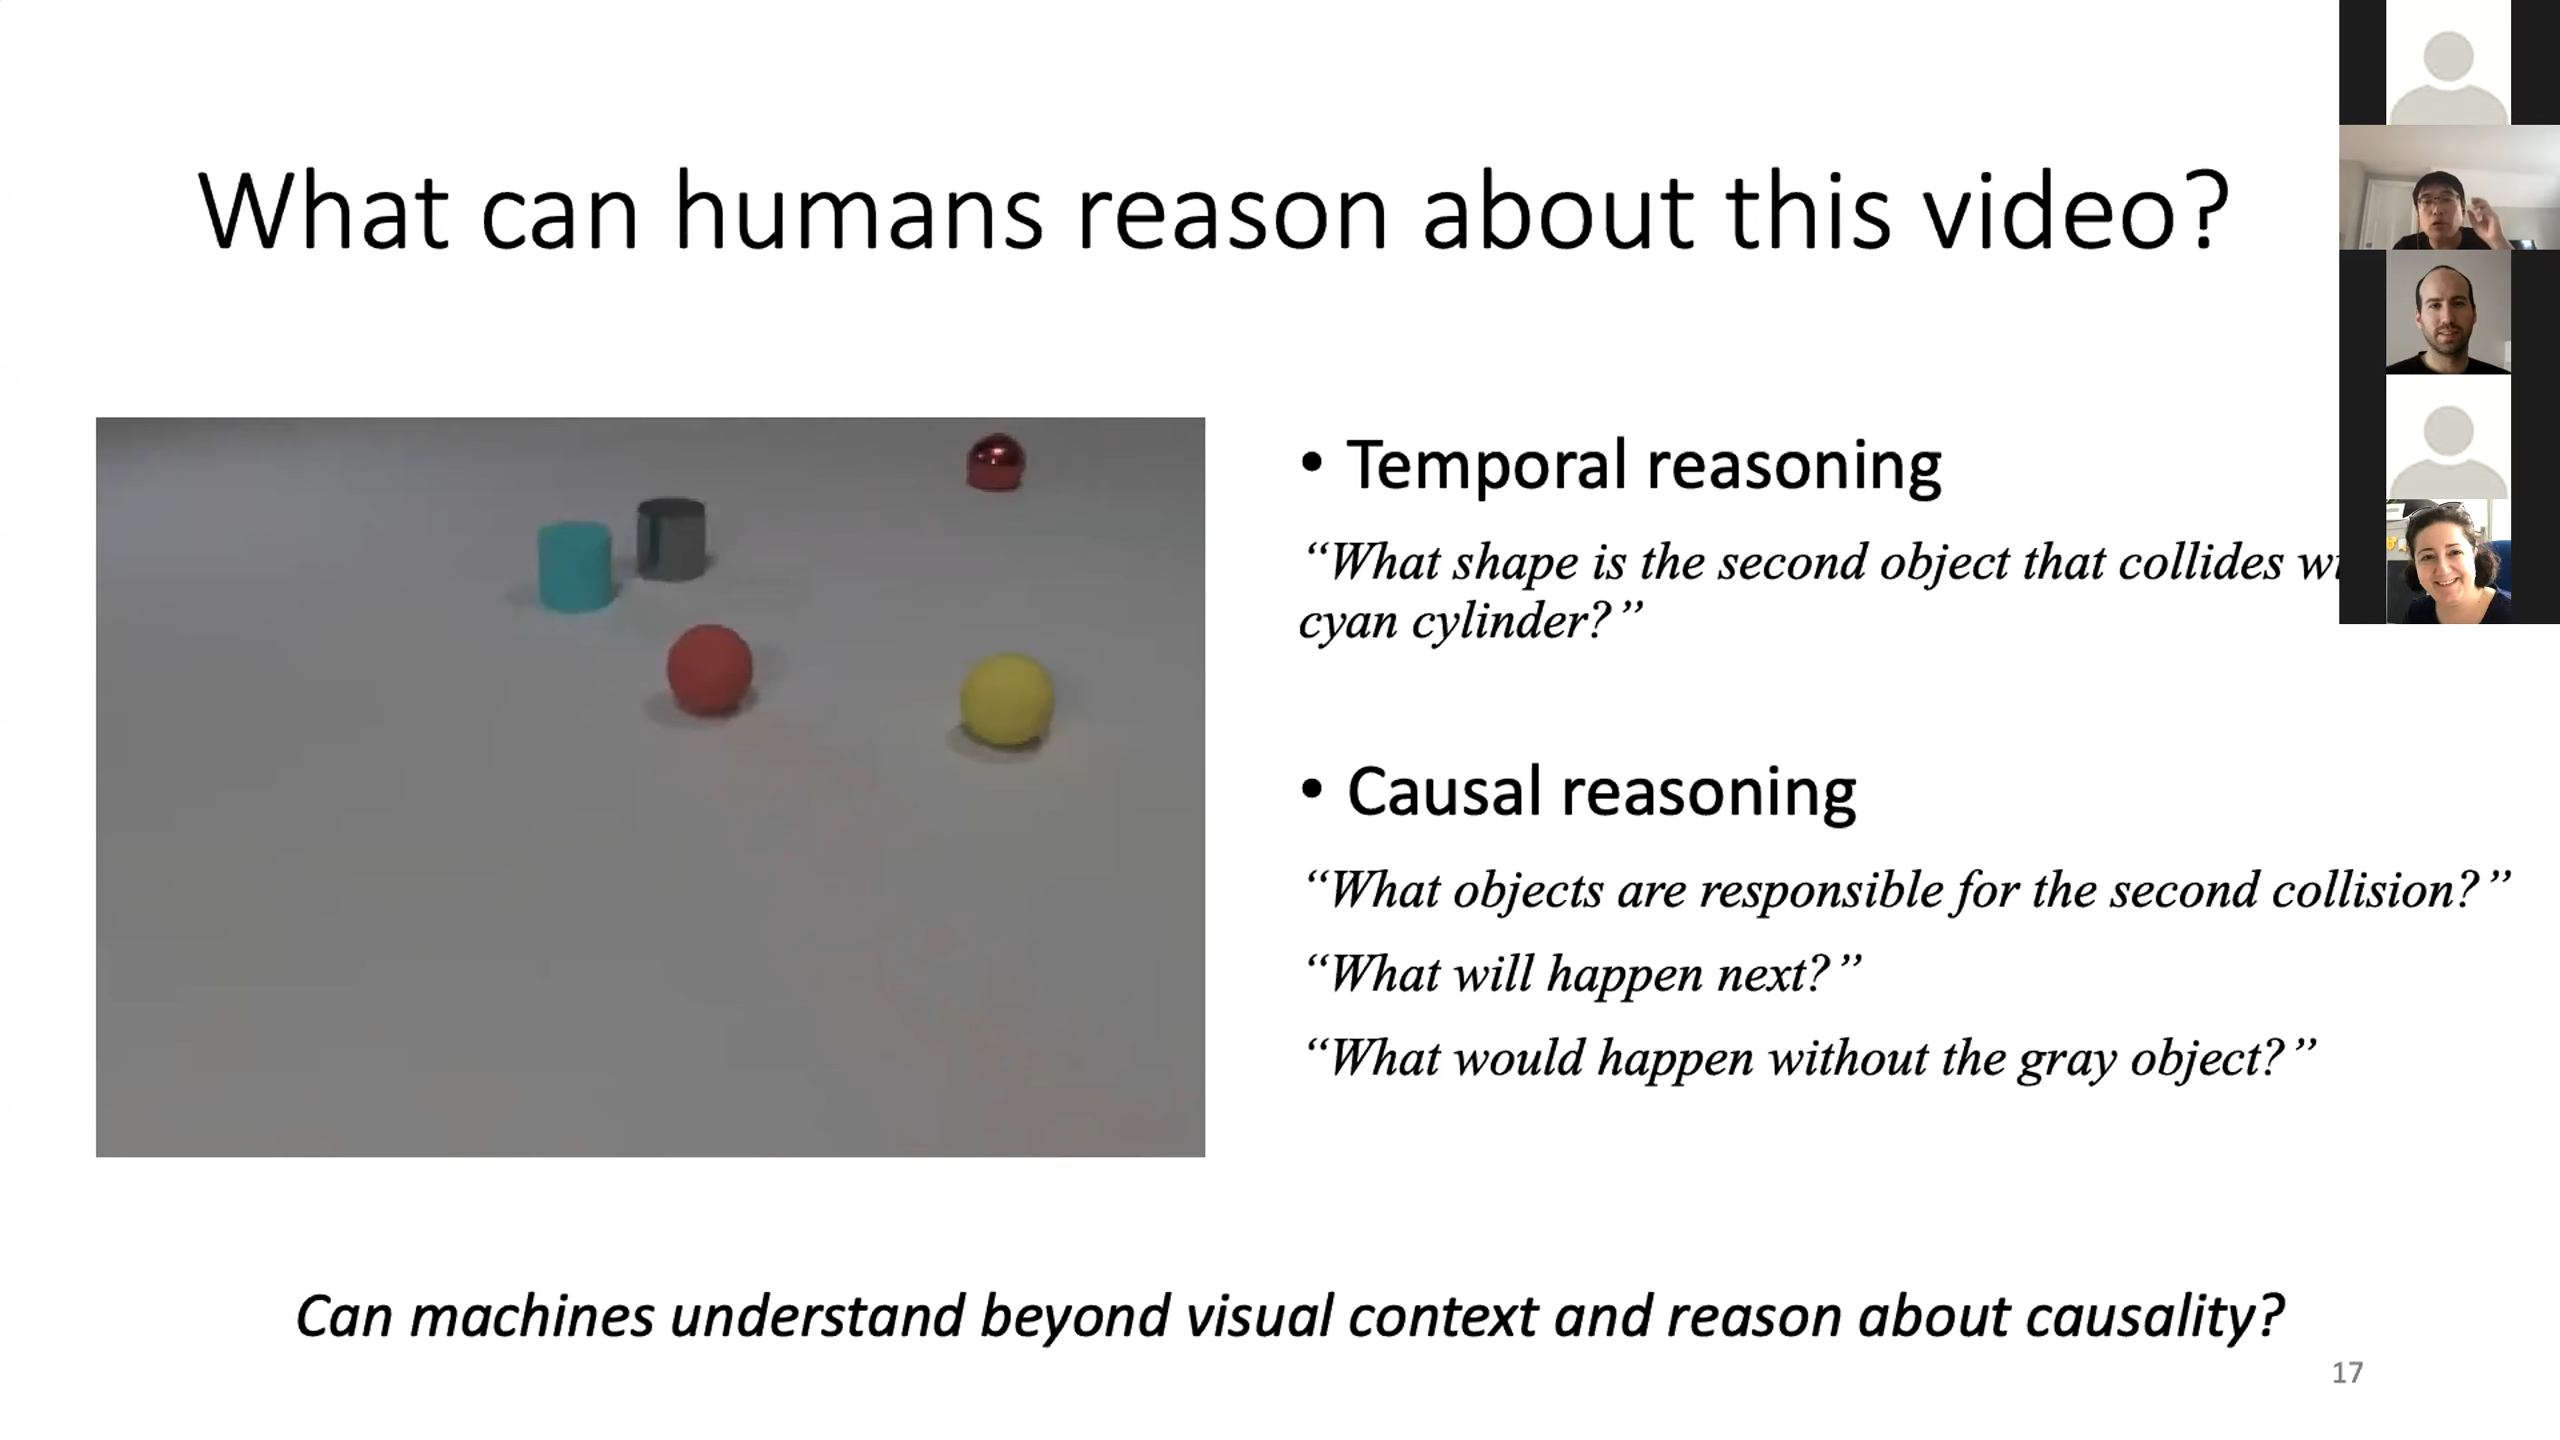 What can humans reason about this video?
• Temporal reasoning
“What shape is the second object that collides
cyan cylinder?”
• Causal reasoning
“What objects are responsible for the second collision?”
“What will happen next?”
“What would happen without the gray object?”
Can machines understand beyond visual context and reason about causality?
17